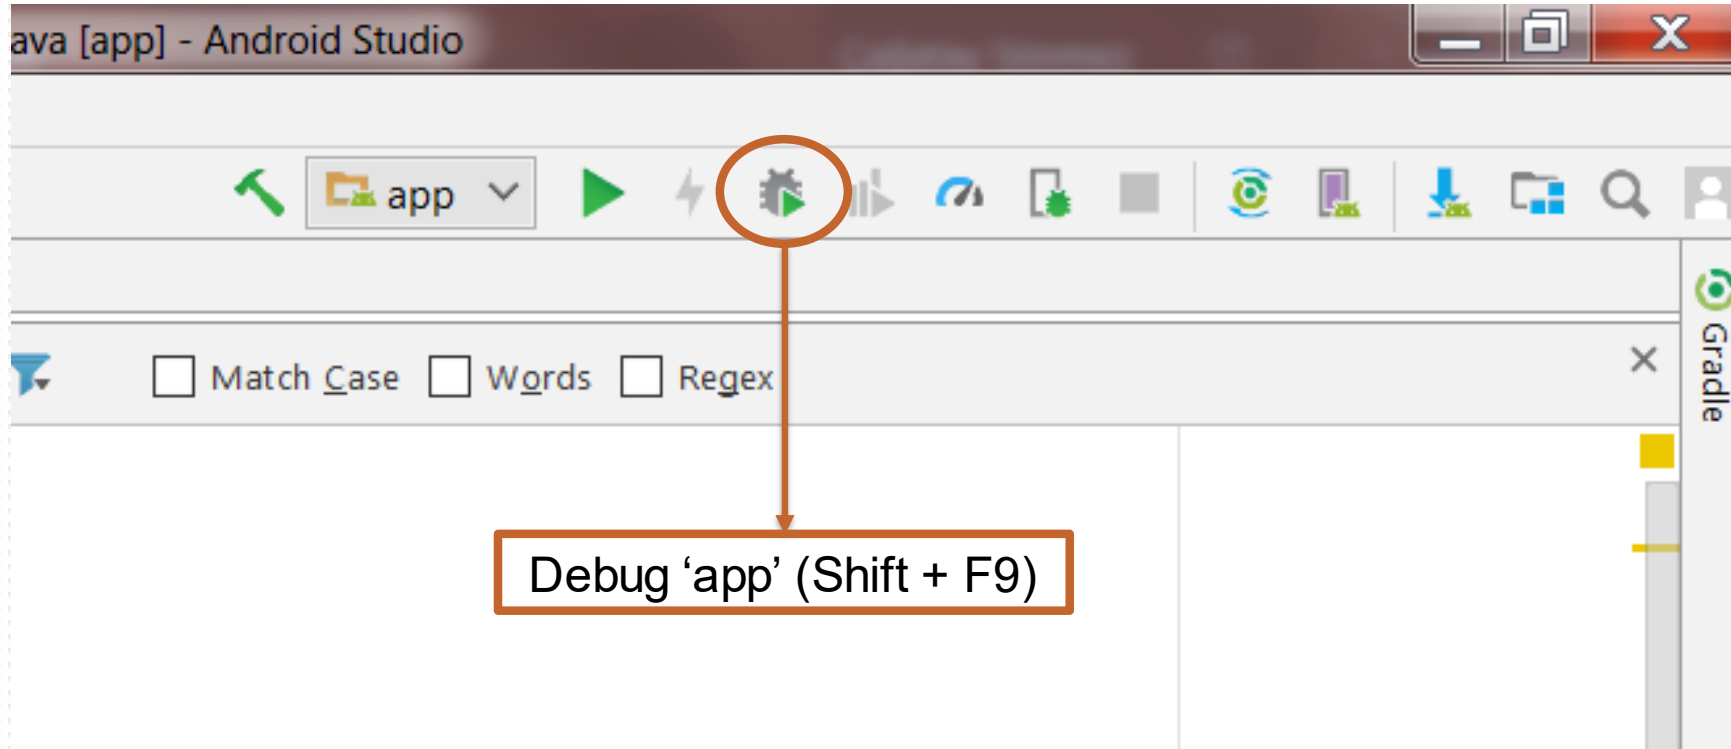 ava [app] - Android Studio
app
Match Case Words Regex
Gradle
Debug ‘app’ (Shift + F9)